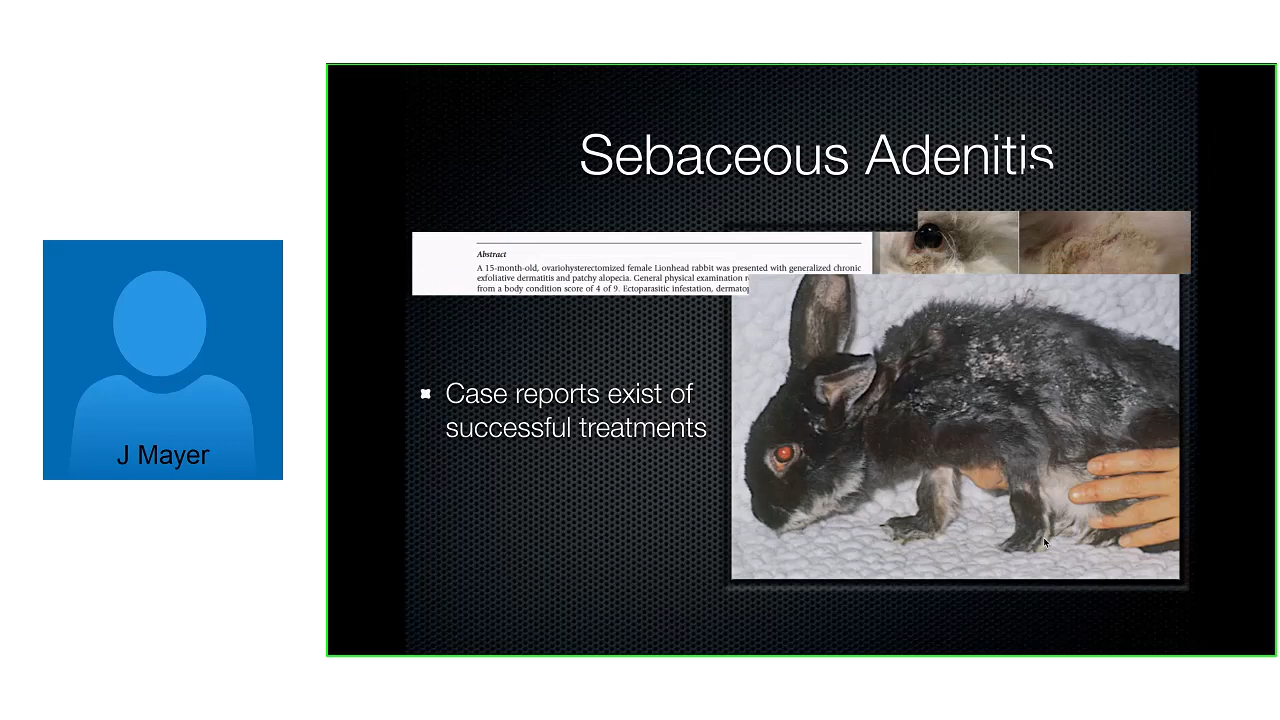 Sebaceous Adenitis
Abstract
A 15-month-old, ovariohysterectomized female Lionhead rabbit was presented with generalized chronic
exfoliative dermatitis and patchy alopecia. General physical examination
from a body condition score of 4 of 9. Ectoparasitic infestation,
Case reports exist of
successful treatments
J Mayer